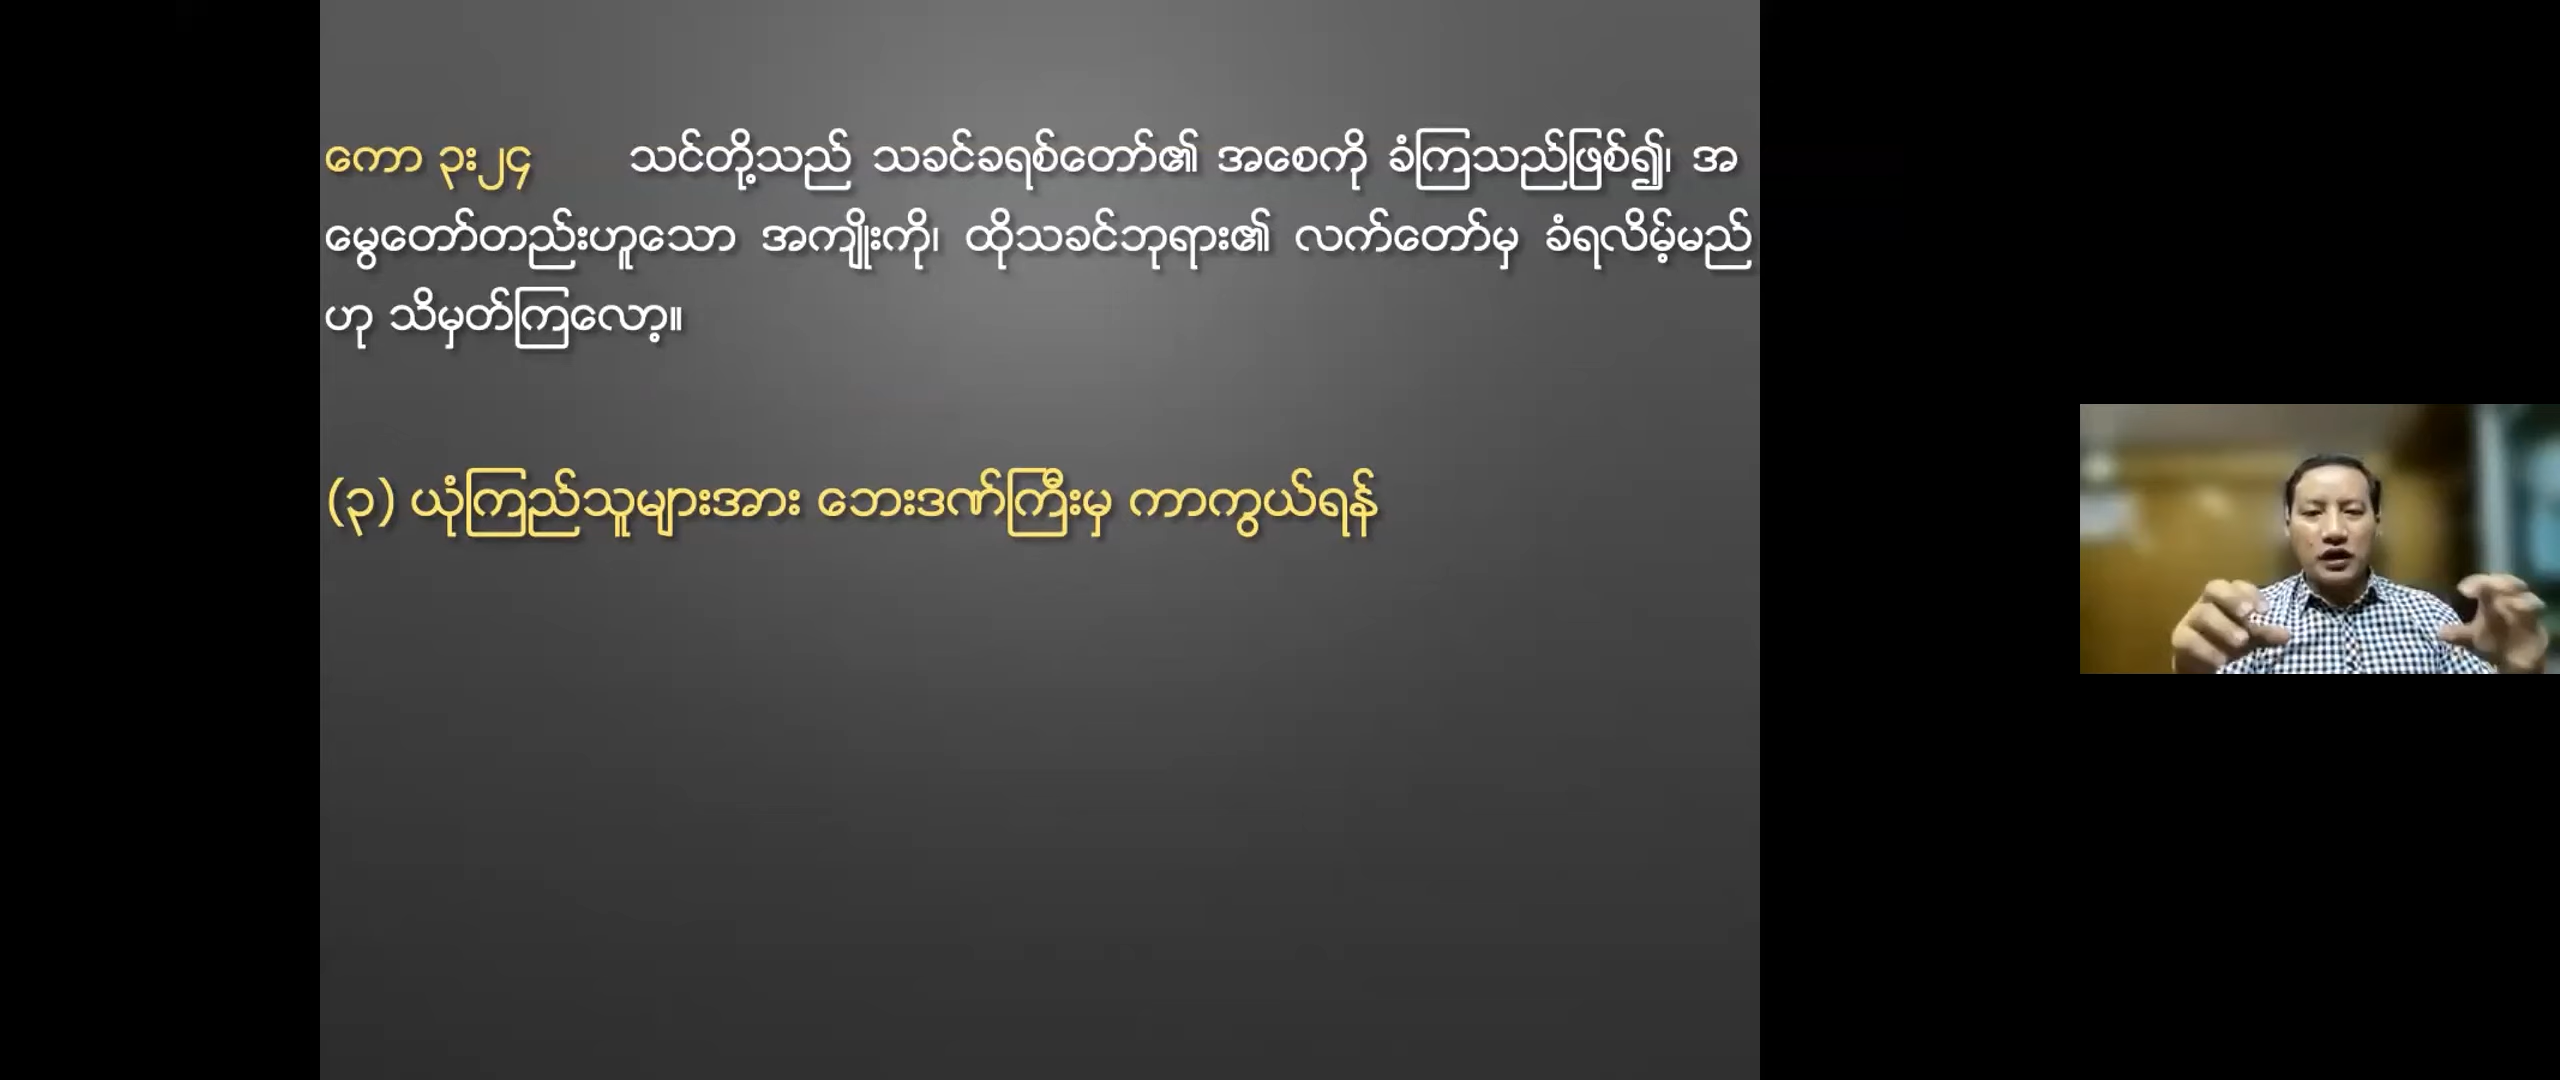 ကော ၃း၂၄ သင်တို့သည် သခင်ခရစ်တော်၏ အစေကို ခံကြသည်ဖြစ်၍၊ အ
မွေတော်တည်းဟူသော အကျိုးကို၊ ထိုသခင်ဘုရား၏ လက်တော်မှ ခံရလိမ့်မည်
ဟု သိမှတ်ကြလော့။
(၃) ယုံကြည်သူများအား ဘေးဒဏ်ကြီးမှ ကာကွယ်ရန်